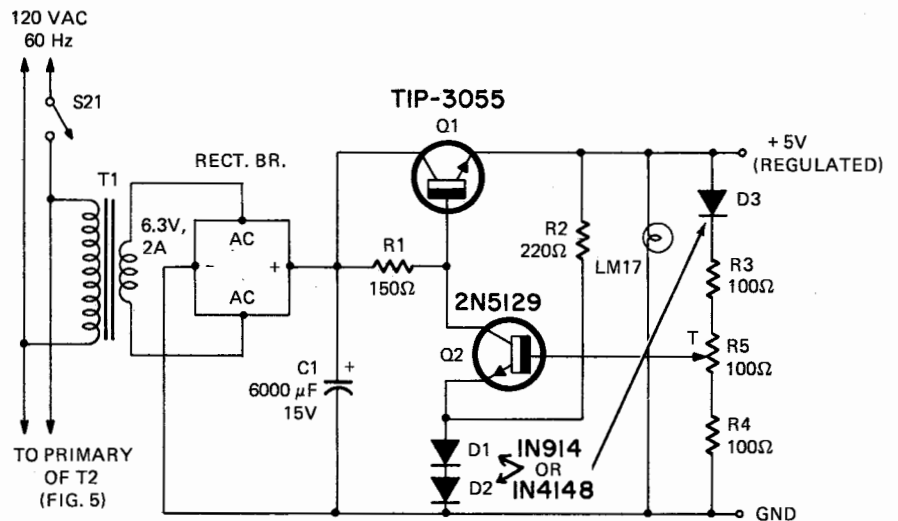 120 VAC
60 Hz
S21
T1
6.3V,
2A
RECT. BR.
AC
-
+
AC
TIP-3055
Q1
R1
150Ω
2N5129
Q2
C1
+
6000 µF
15V
R2
220Ω
LM17
+5V
(REGULATED)
D3
R3
100Ω
T
R5
100Ω
R4
100Ω
D1
D2
1N914
OR
1N4148
GND
TO PRIMARY
OF T2
(FIG. 5)